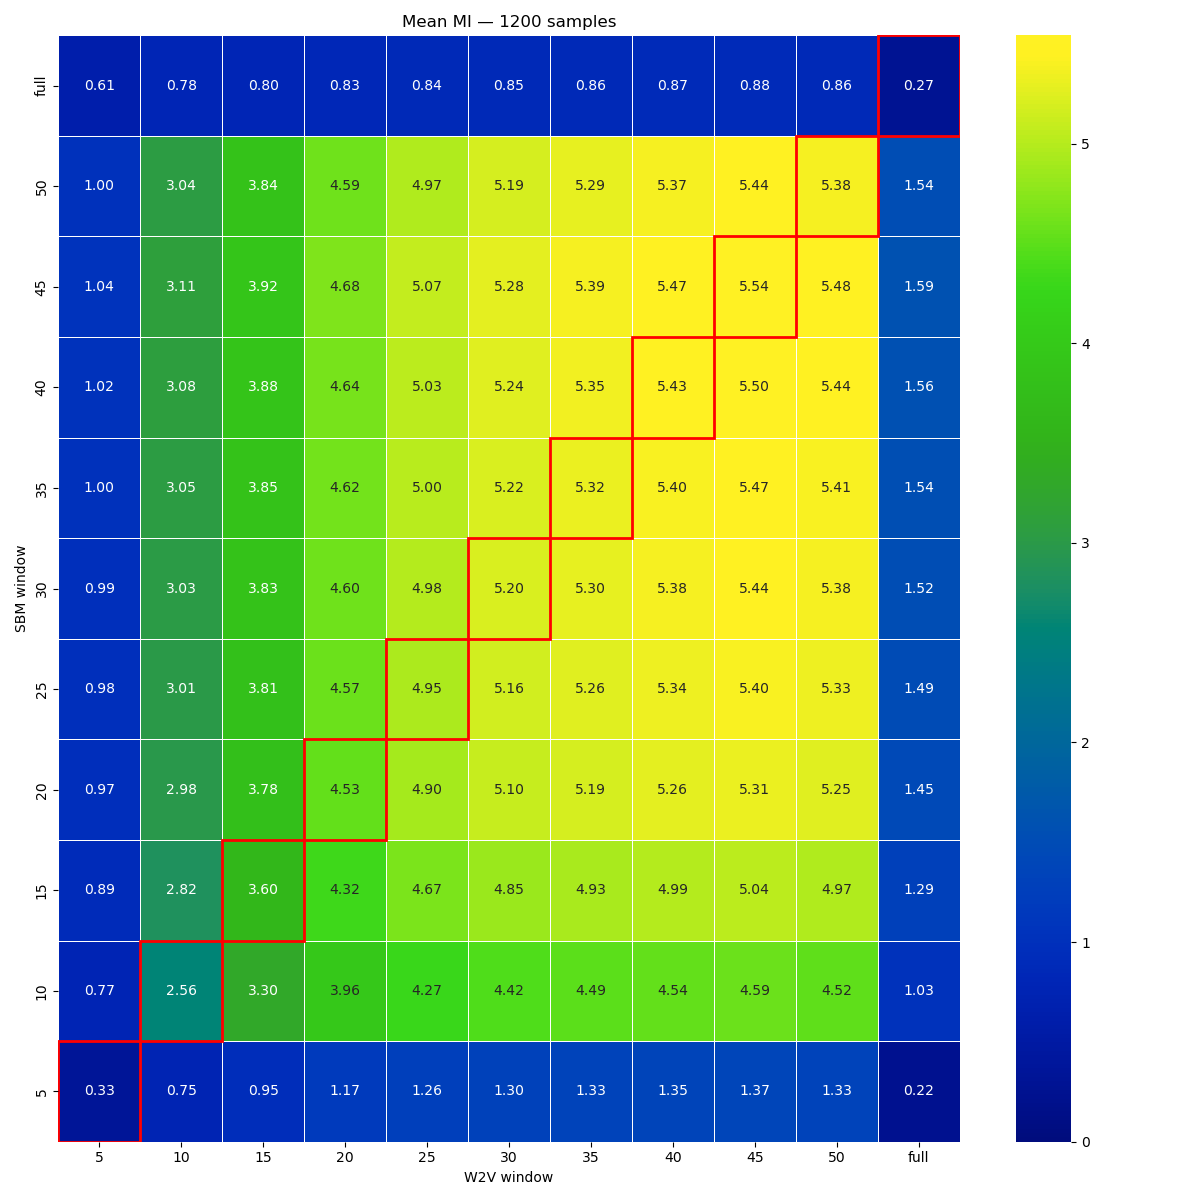 Mean MI — 1200 samples
full 0.61 0.78 0.80 0.83 0.84 0.85 0.86 0.87 0.88 0.86 0.27
50 1.00 3.04 3.84 4.59 4.97 5.19 5.29 5.37 5.44 5.38 1.54
45 1.04 3.11 3.92 4.68 5.07 5.28 5.39 5.47 5.54 5.48 1.59
40 1.02 3.08 3.88 4.64 5.03 5.24 5.35 5.43 5.50 5.44 1.56
35 1.00 3.05 3.85 4.62 5.00 5.22 5.32 5.40 5.47 5.41 1.54
30 0.99 3.03 3.83 4.60 4.98 5.20 5.30 5.38 5.44 5.38 1.52
25 0.98 3.01 3.81 4.57 4.95 5.16 5.26 5.34 5.40 5.33 1.49
20 0.97 2.98 3.78 4.53 4.90 5.10 5.19 5.26 5.31 5.25 1.45
15 0.89 2.82 3.60 4.32 4.67 4.85 4.93 4.99 5.04 4.97 1.29
10 0.77 2.56 3.30 3.96 4.27 4.42 4.49 4.54 4.59 4.52 1.03
5 0.33 0.75 0.95 1.17 1.26 1.30 1.33 1.35 1.37 1.33 0.22
5 10 15 20 25 30 35 40 45 50 full
W2V window
SBM window
5
4
3
2
1
0